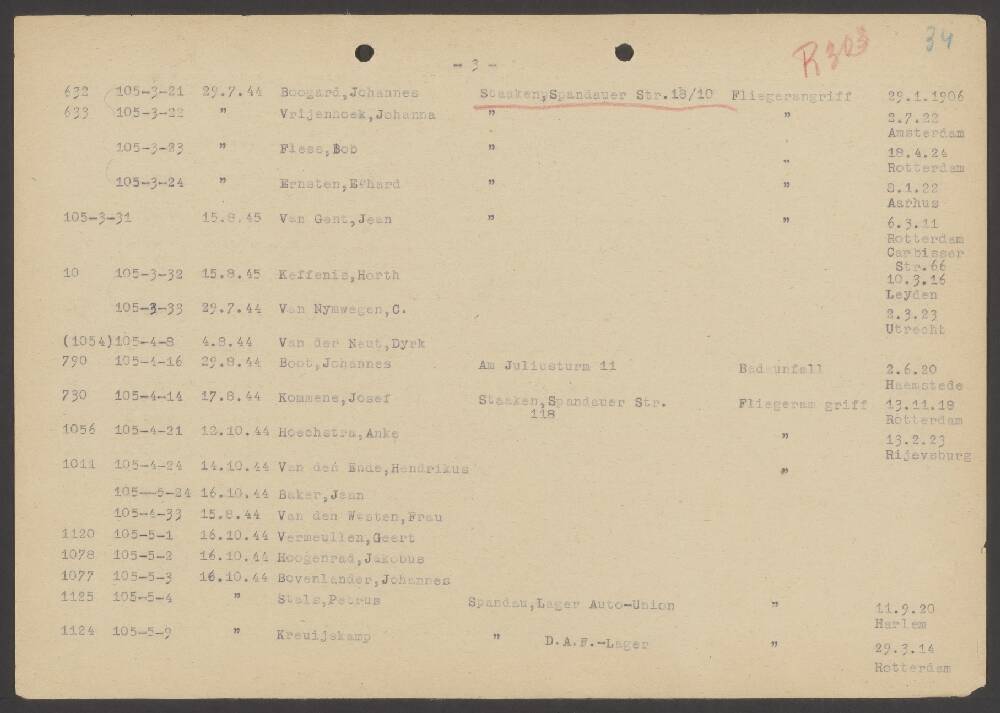 - 3 -
R303
34
632 105-3-21 29.7.44 Boogard,Johannes Staaken,Spandauer Str.18/10 Fliegerangriff 29.1.1906
633 105-3-22 " Vrijenhoek,Johanna " " 2.7.22
Amsterdam
105-3-23 " Fless,Bob " " 18.4.24
Rotterdam
105-3-24 " Ernsten,Erhard " " 8.1.22
Aarhus
105-3-31 15.8.45 Van Gent,Jean " " 6.3.11
Rotterdam
Carbisser
Str.66
10 105-3-32 15.8.45 Keffenis,Horth 10.3.16
Leyden
105-3-33 29.7.44 Van Nymwegen,C. 2.3.23
Utrecht
(1054)105-4-8 4.8.44 Van der Neut,Dyrk
790 105-4-16 29.8.44 Boot,Johannes Am Juliusturm 11 Badeunfall 2.6.20
Haemstede
730 105-4-14 17.8.44 Kommene,Josef Staaken,Spandauer Str. Fliegeram griff 13.11.19
118
Rotterdam
1056 105-4-21 12.10.44 Hoechstra,Anke " 13.2.23
Rijevsburg
1011 105-4-24 14.10.44 Van den Ende,Hendrikus "
105--5-24 16.10.44 Baker,Jean
105-4-33 15.8.44 Van den Westen,Frau
1120 105-5-1 16.10.44 Vermeullen,Geert
1078 105-5-2 16.10.44 Hoogenrad,Jakobus
1077 105-5-3 16.10.44 Bovenlander,Johannes
1125 105-5-4 " Stals,Petrus Spandau,Lager Auto-Union " 11.9.20
Harlem
1124 105-5-9 " Kreuijskamp " D.A.F.-Lager " 29.3.14
Rotterdam